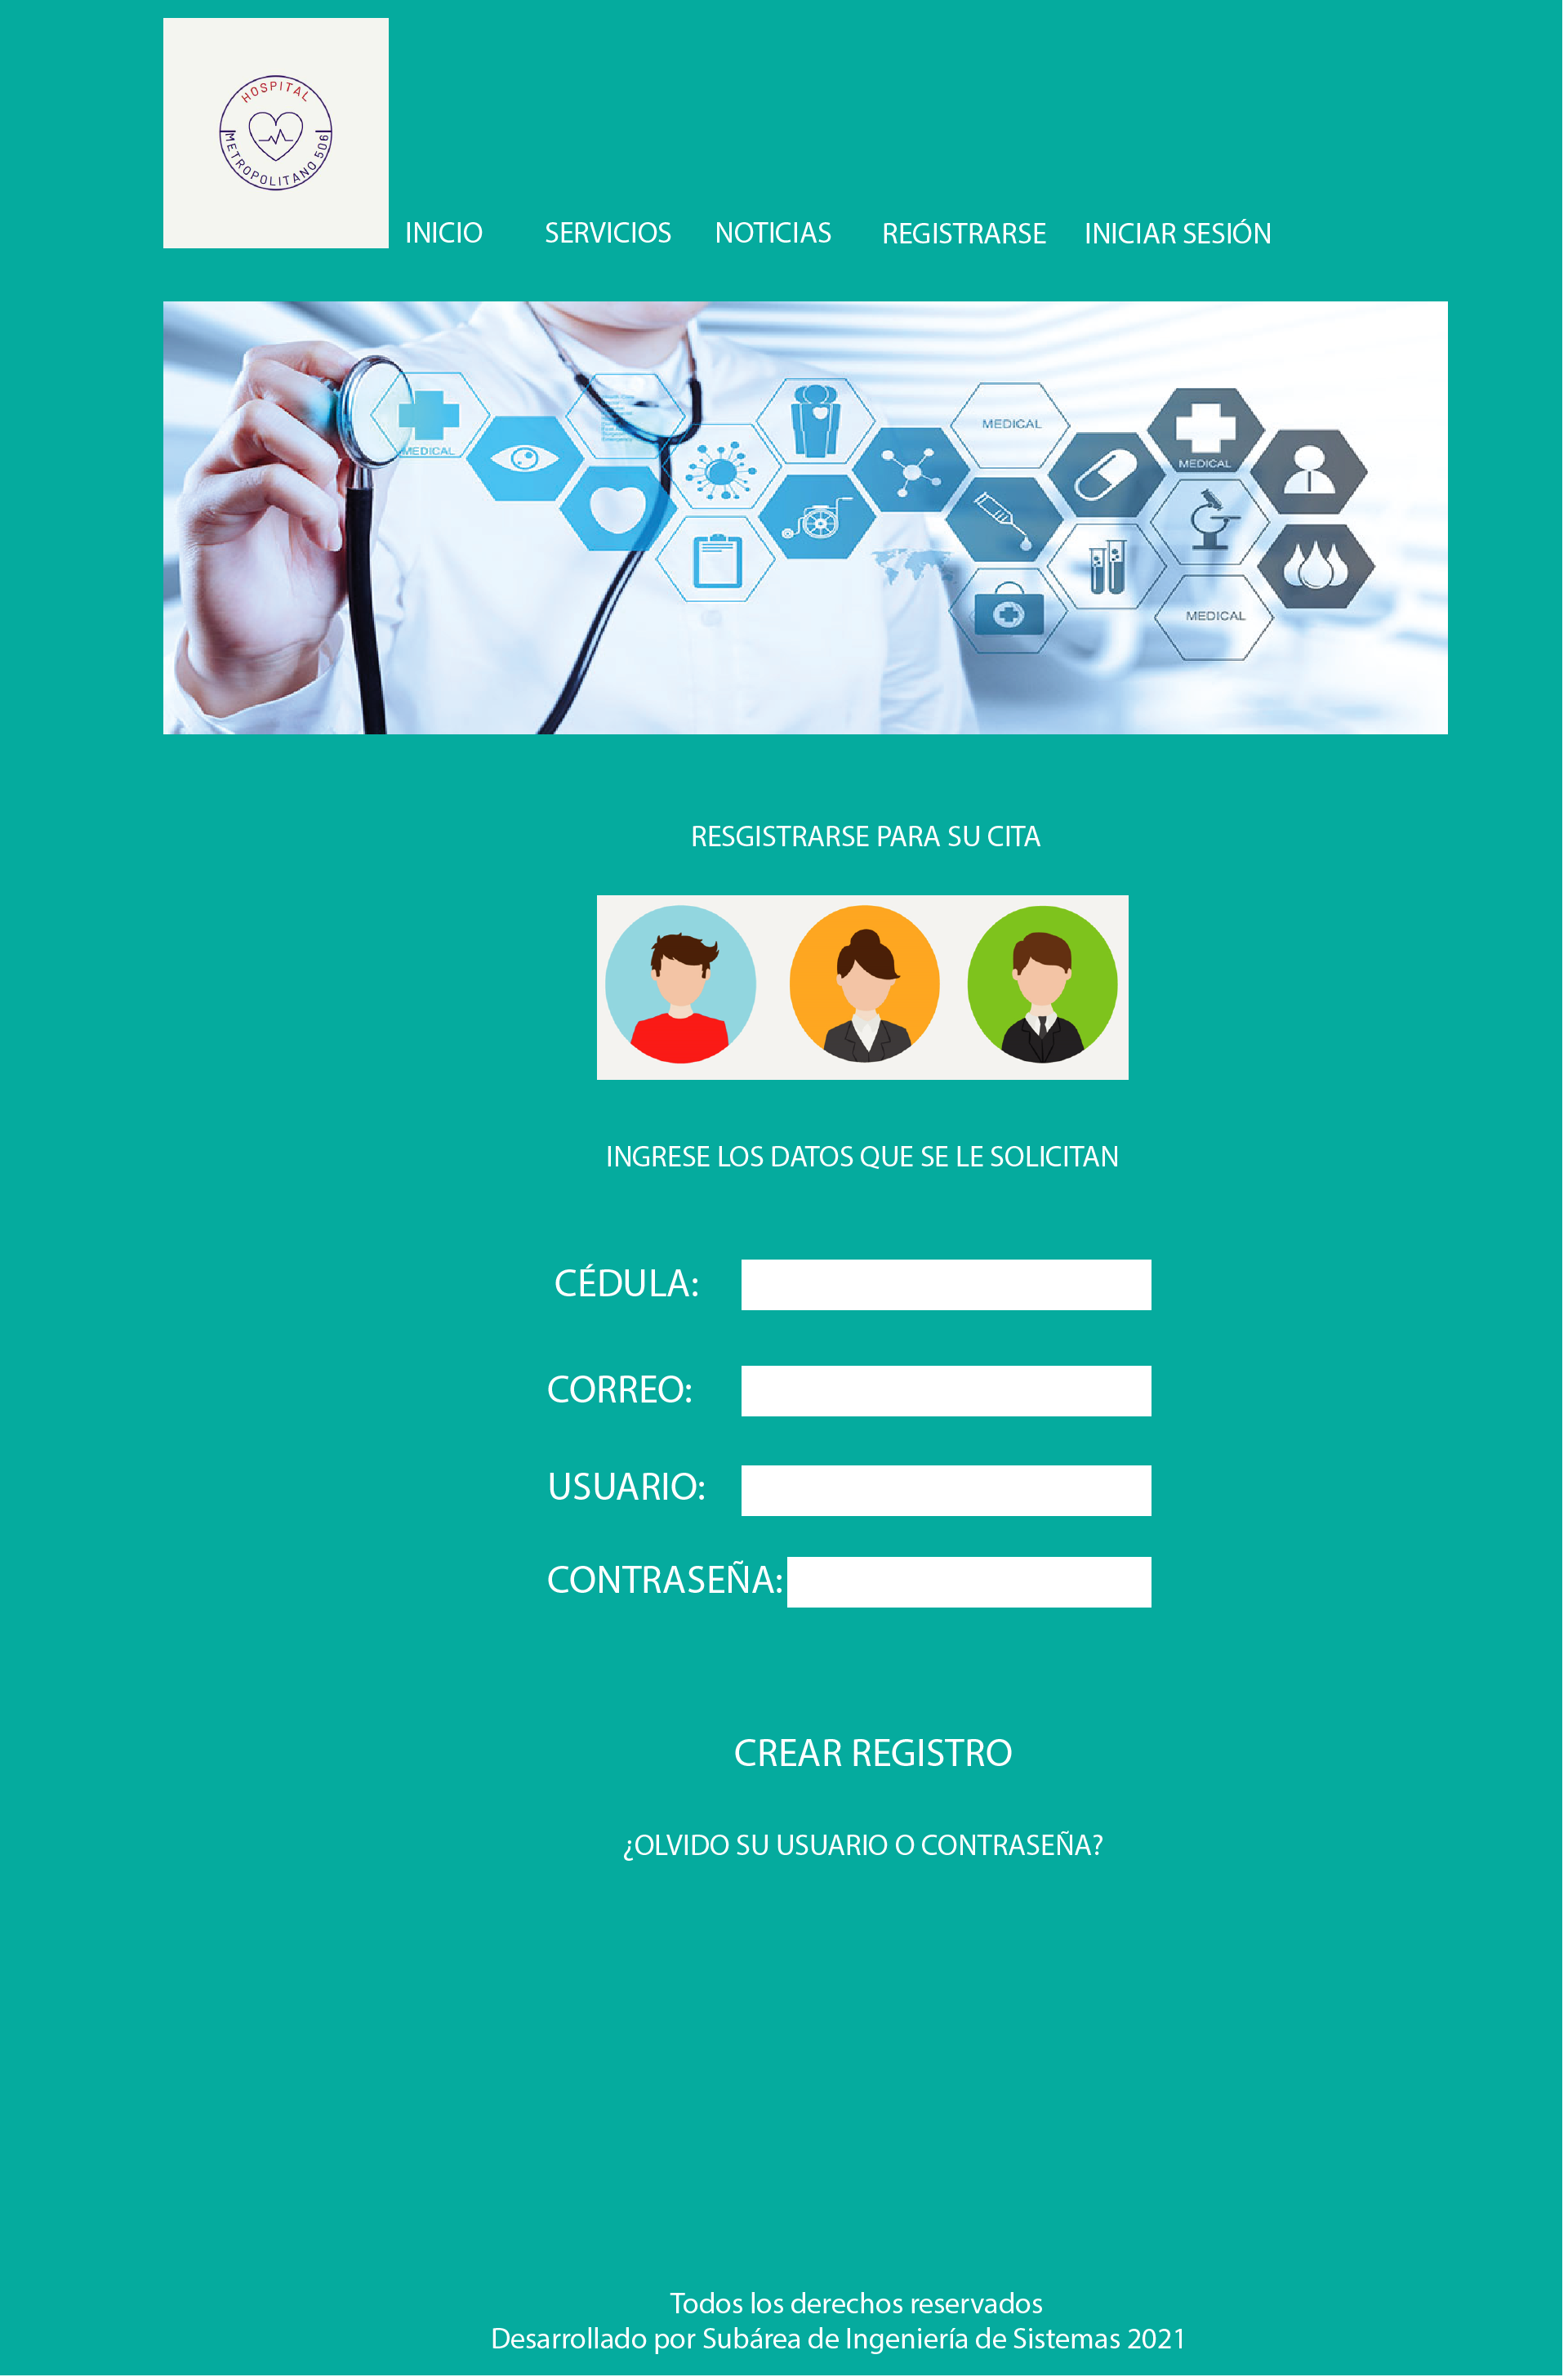 HOSPITAL
METROPOLITANO 506
INICIO SERVICIOS NOTICIAS REGISTRARSE INICIAR SESIÓN
MEDICAL
MEDICAL
MEDICAL
MEDICAL
RESGISTRARSE PARA SU CITA
INGRESE LOS DATOS QUE SE LE SOLICITAN
CÉDULA:
CORREO:
USUARIO:
CONTRASEÑA:
CREAR REGISTRO
¿OLVIDO SU USUARIO O CONTRASEÑA?
Todos los derechos reservados
Desarrollado por Subárea de Ingeniería de Sistemas 2021